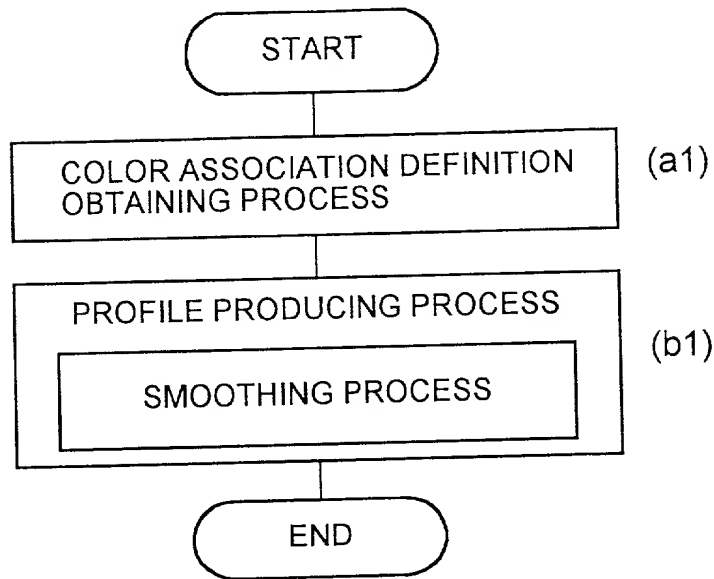 START
COLOR ASSOCIATION DEFINITION
OBTAINING PROCESS
(a1)
PROFILE PRODUCING PROCESS
(b1)
SMOOTHING PROCESS
END